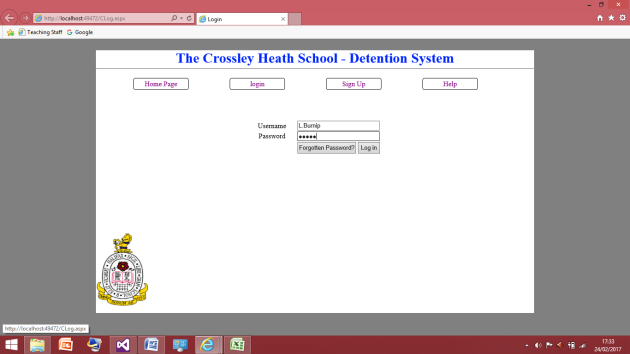 http://localhost:49472/CLog.aspx
Login
Teaching Staff
Google
The Crossley Heath School - Detention System
Home Page
login
Sign Up
Help
Username
L.Burnip
Password
Forgotten Password?
Log in
http://localhost:49472/CLog.aspx
17:33
24/02/2017